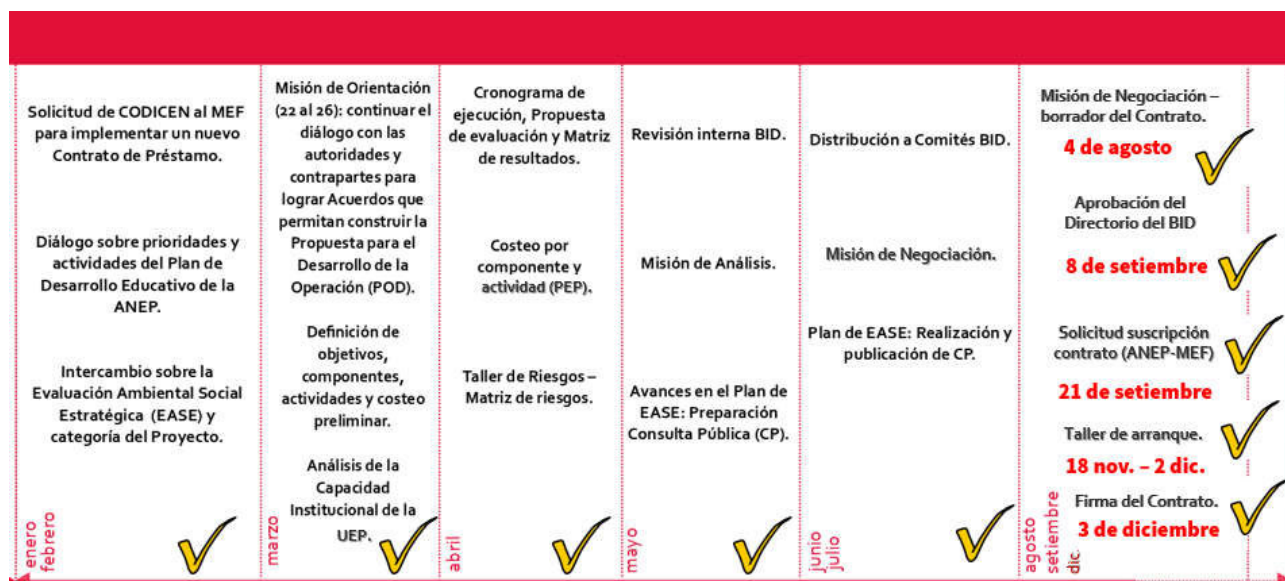 Solicitud de CODICEN al MEF
para implementar un nuevo
Contrato de Préstamo.
Diálogo sobre prioridades y
actividades del Plan de
Desarrollo Educativo de la
ANEP.
Intercambio sobre la
Evaluación Ambiental Social
Estratégica (EASE) y
categoría del Proyecto.
enero
febrero
Misión de Orientación
(22 al 26): continuar el
diálogo con las
autoridades y
contrapartes para
lograr Acuerdos que
permitan construir la
Propuesta para el
Desarrollo de la
Operación (POD).
Definición de
objetivos,
componentes,
actividades y costeo
preliminar.
Análisis de la
Capacidad
Institucional de la
UEP.
marzo
Cronograma de
ejecución, Propuesta
de evaluación y Matriz
de resultados.
Costeo por
componente y
actividad (PEP).
Taller de Riesgos –
Matriz de riesgos.
abril
Revisión interna BID.
Misión de Análisis.
Avances en el Plan de
EASE: Preparación
Consulta Pública (CP).
mayo
Distribución a Comités BID.
Misión de Negociación.
Plan de EASE: Realización y
publicación de CP.
junio
julio
Misión de Negociación –
borrador del Contrato.
4 de agosto
Aprobación del
Directorio del BID
8 de setiembre
Solicitud suscripción
contrato (ANEP-MEF)
21 de setiembre
Taller de arranque.
18 nov. – 2 dic.
Firma del Contrato.
3 de diciembre
agosto
setiembre
dic.